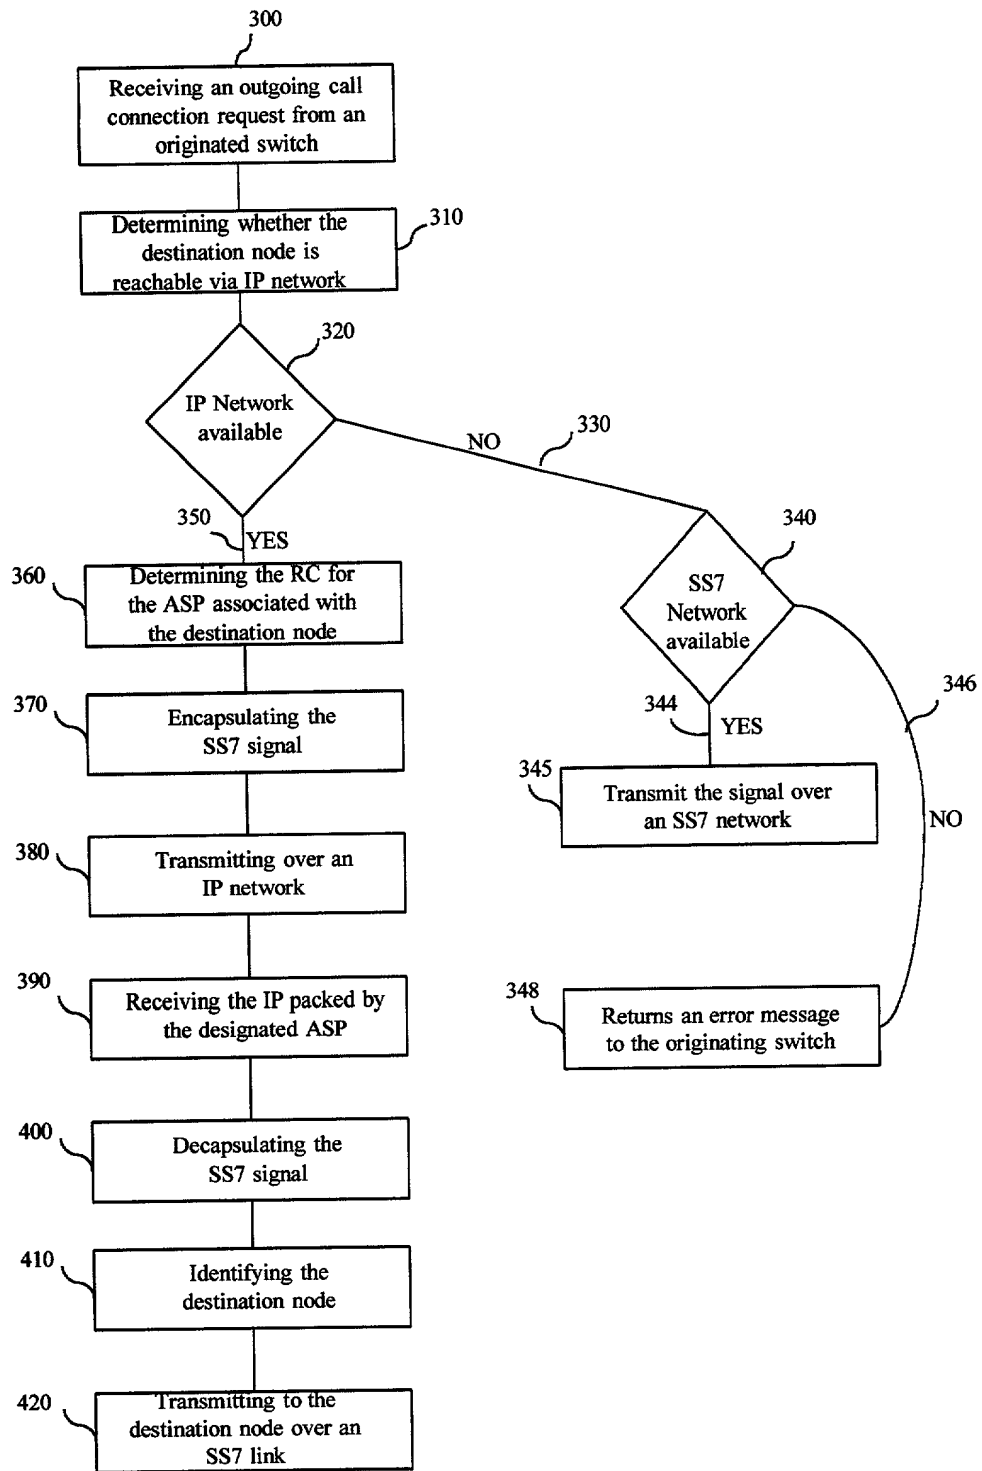 300
Receiving an outgoing call
connection request from an
originated switch
310
Determining whether the
destination node is
reachable via IP network
320
IP Network
available
NO
330
350
YES
340
SS7
Network
available
360
Determining the RC for
the ASP associated with
the destination node
344
YES
346
370
Encapsulating the
SS7 signal
345
Transmit the signal over
an SS7 network
NO
380
Transmitting over an
IP network
390
Receiving the IP packed by
the designated ASP
348
Returns an error message
to the originating switch
400
Decapsulating the
SS7 signal
410
Identifying the
destination node
420
Transmitting to the
destination node over an
SS7 link